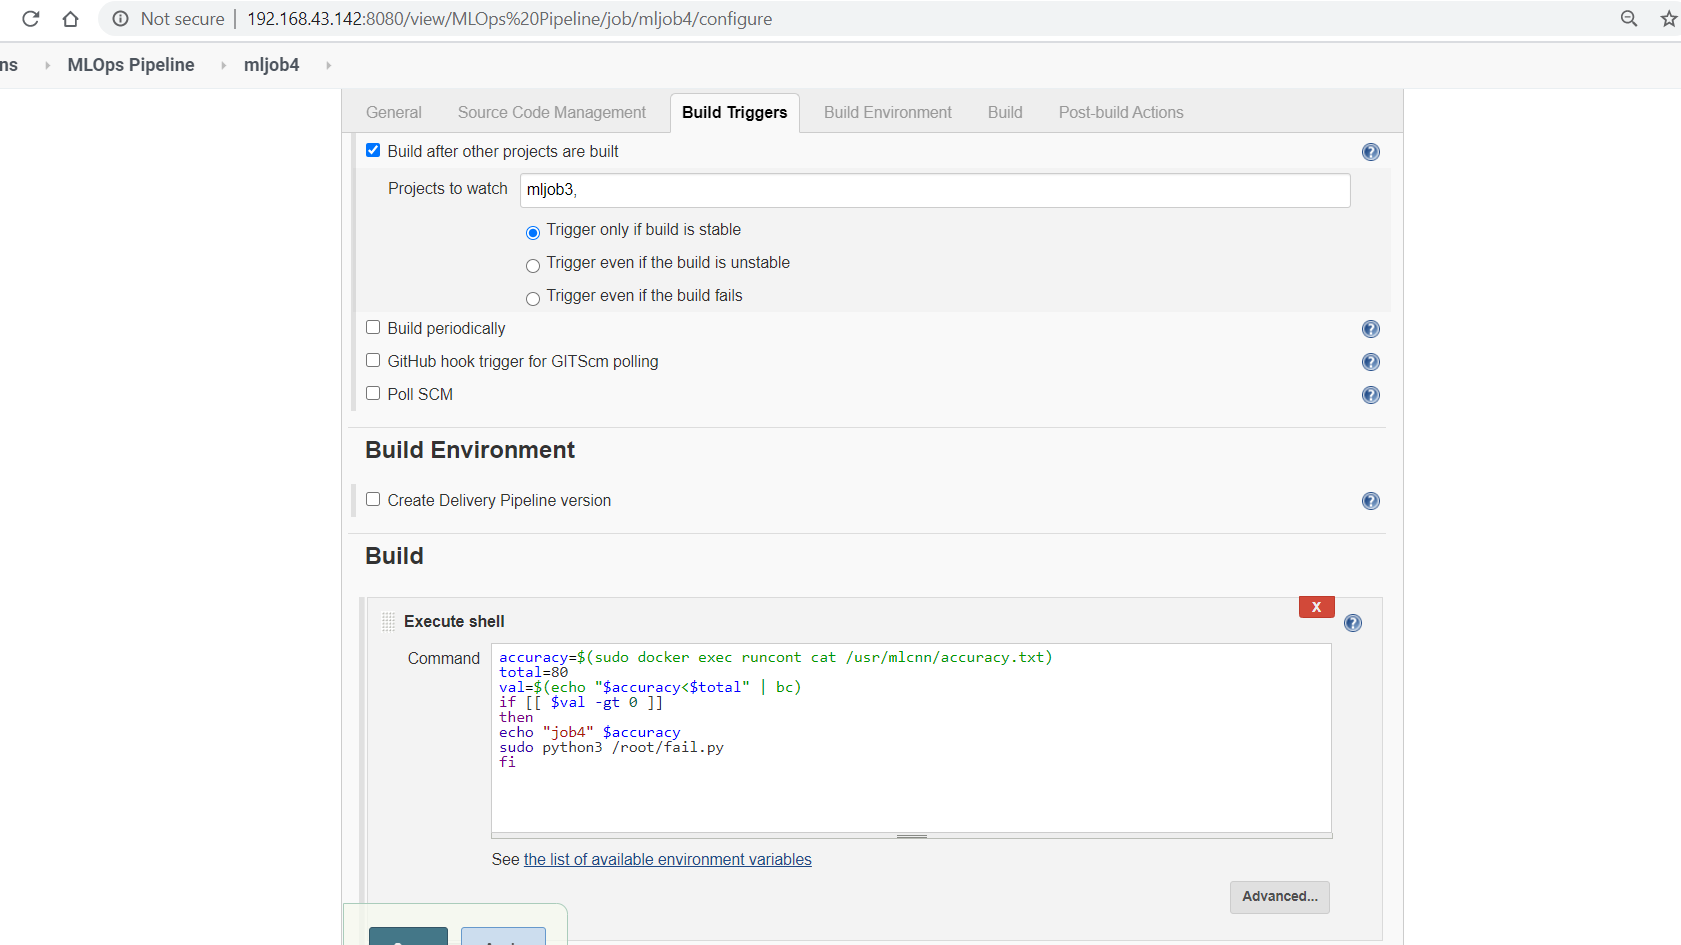 Not secure | 192.168.43.142:8080/view/MLOps%20Pipeline/job/mljob4/configure
ns MLOps Pipeline mljob4
General Source Code Management Build Triggers Build Environment Build Post-build Actions
Build after other projects are built
Projects to watch mljob3,
Trigger only if build is stable
Trigger even if the build is unstable
Trigger even if the build fails
Build periodically
GitHub hook trigger for GITScm polling
Poll SCM
Build Environment
Create Delivery Pipeline version
Build
X
Execute shell
Command
accuracy=$(sudo docker exec runcont cat /usr/mlcnn/accuracy.txt)
total=80
val=$(echo "$accuracy<$total" | bc)
if [[ $val -gt 0 ]]
then
echo "job4" $accuracy
sudo python3 /root/fail.py
fi
See the list of available environment variables
Advanced...